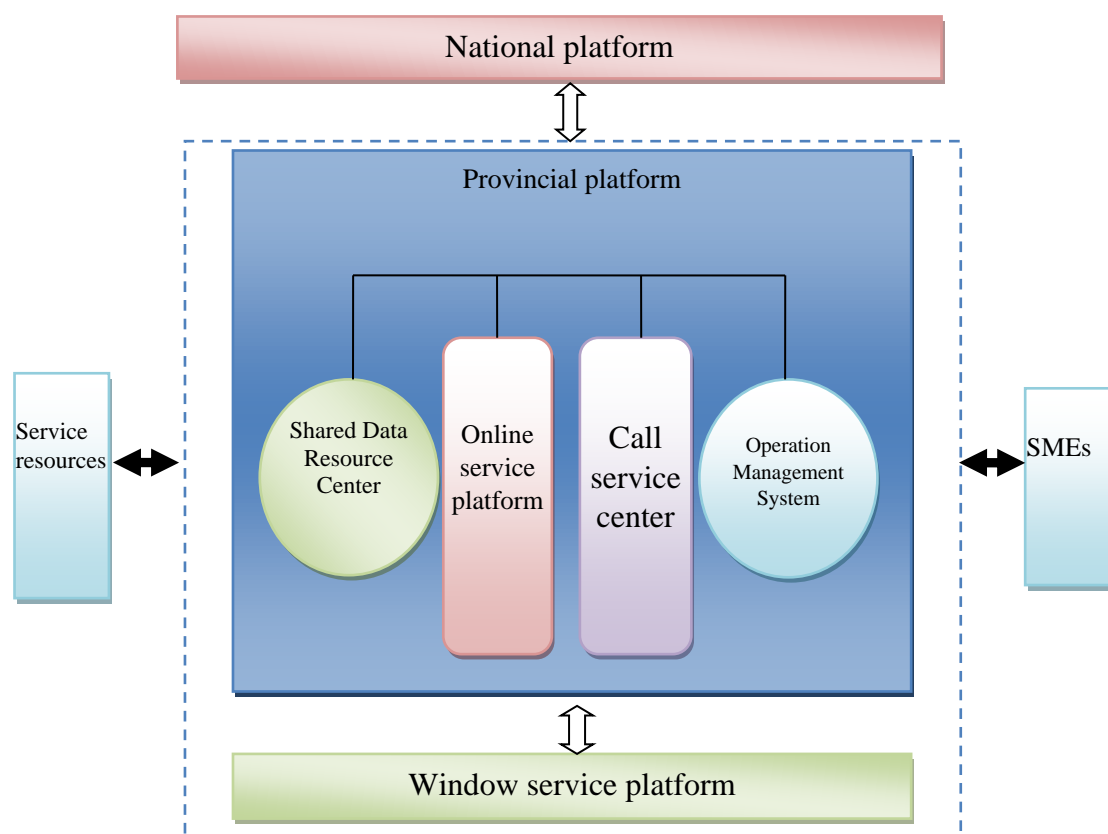 National platform
Provincial platform
Service
resources
Shared Data
Resource
Center
Online
service
platform
Call
service
center
Operation
Management
System
SMEs
Window service platform